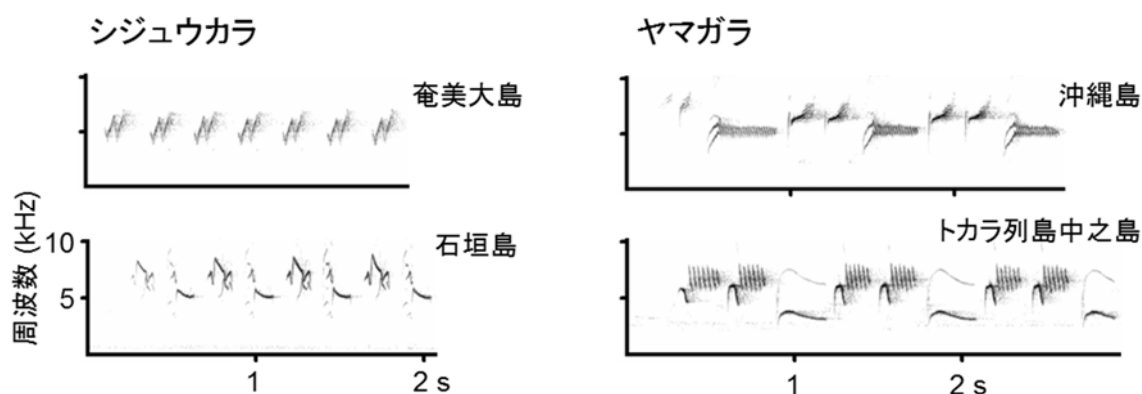 シジュウカラ
奄美大島
石垣島
周波数 (kHz)
10
5
1
2 s
ヤマガラ
沖縄島
トカラ列島中之島
1
2 s